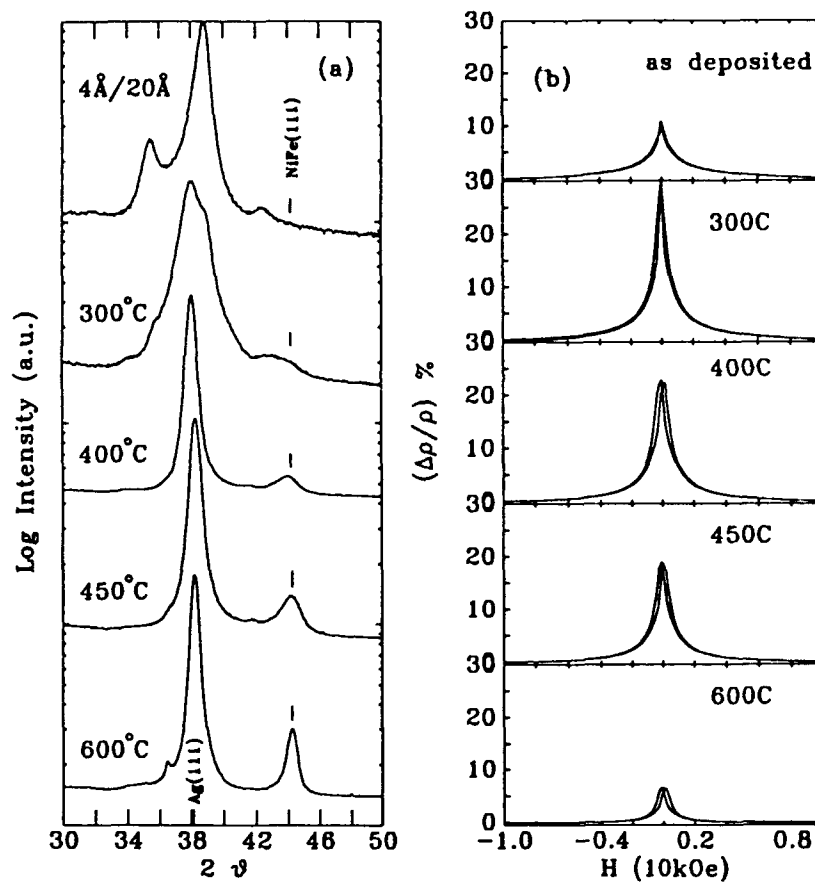 (a)
4Å/20Å
NiFe(111)
300°C
400°C
450°C
600°C
Ag(111)
Log Intensity (a.u.)
30 34 38 42 46 50
2 ϑ
(b)
as deposited
300C
400C
450C
600C
(Δρ/ρ) %
30
20
10
30
20
10
30
20
10
30
20
10
30
20
10
0
-1.0 -0.4 0.2 0.8
H (10kOe)